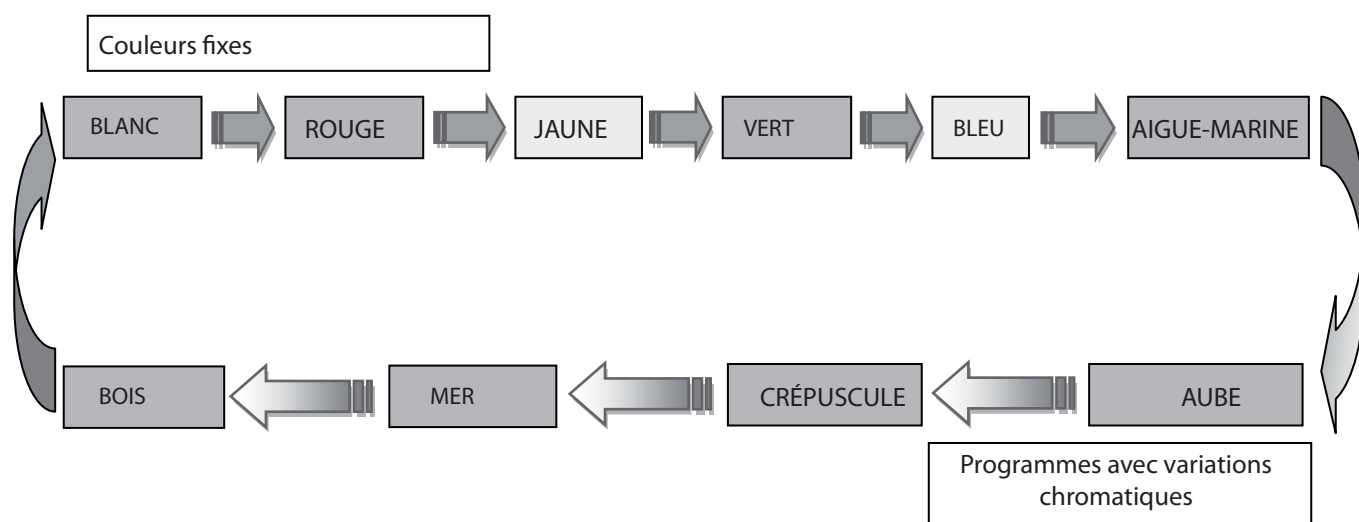 Couleurs fixes
BLANC
ROUGE
JAUNE
VERT
BLEU
AIGUE-MARINE
BOIS
MER
CRÉPUSCULE
AUBE
Programmes avec variations
chromatiques